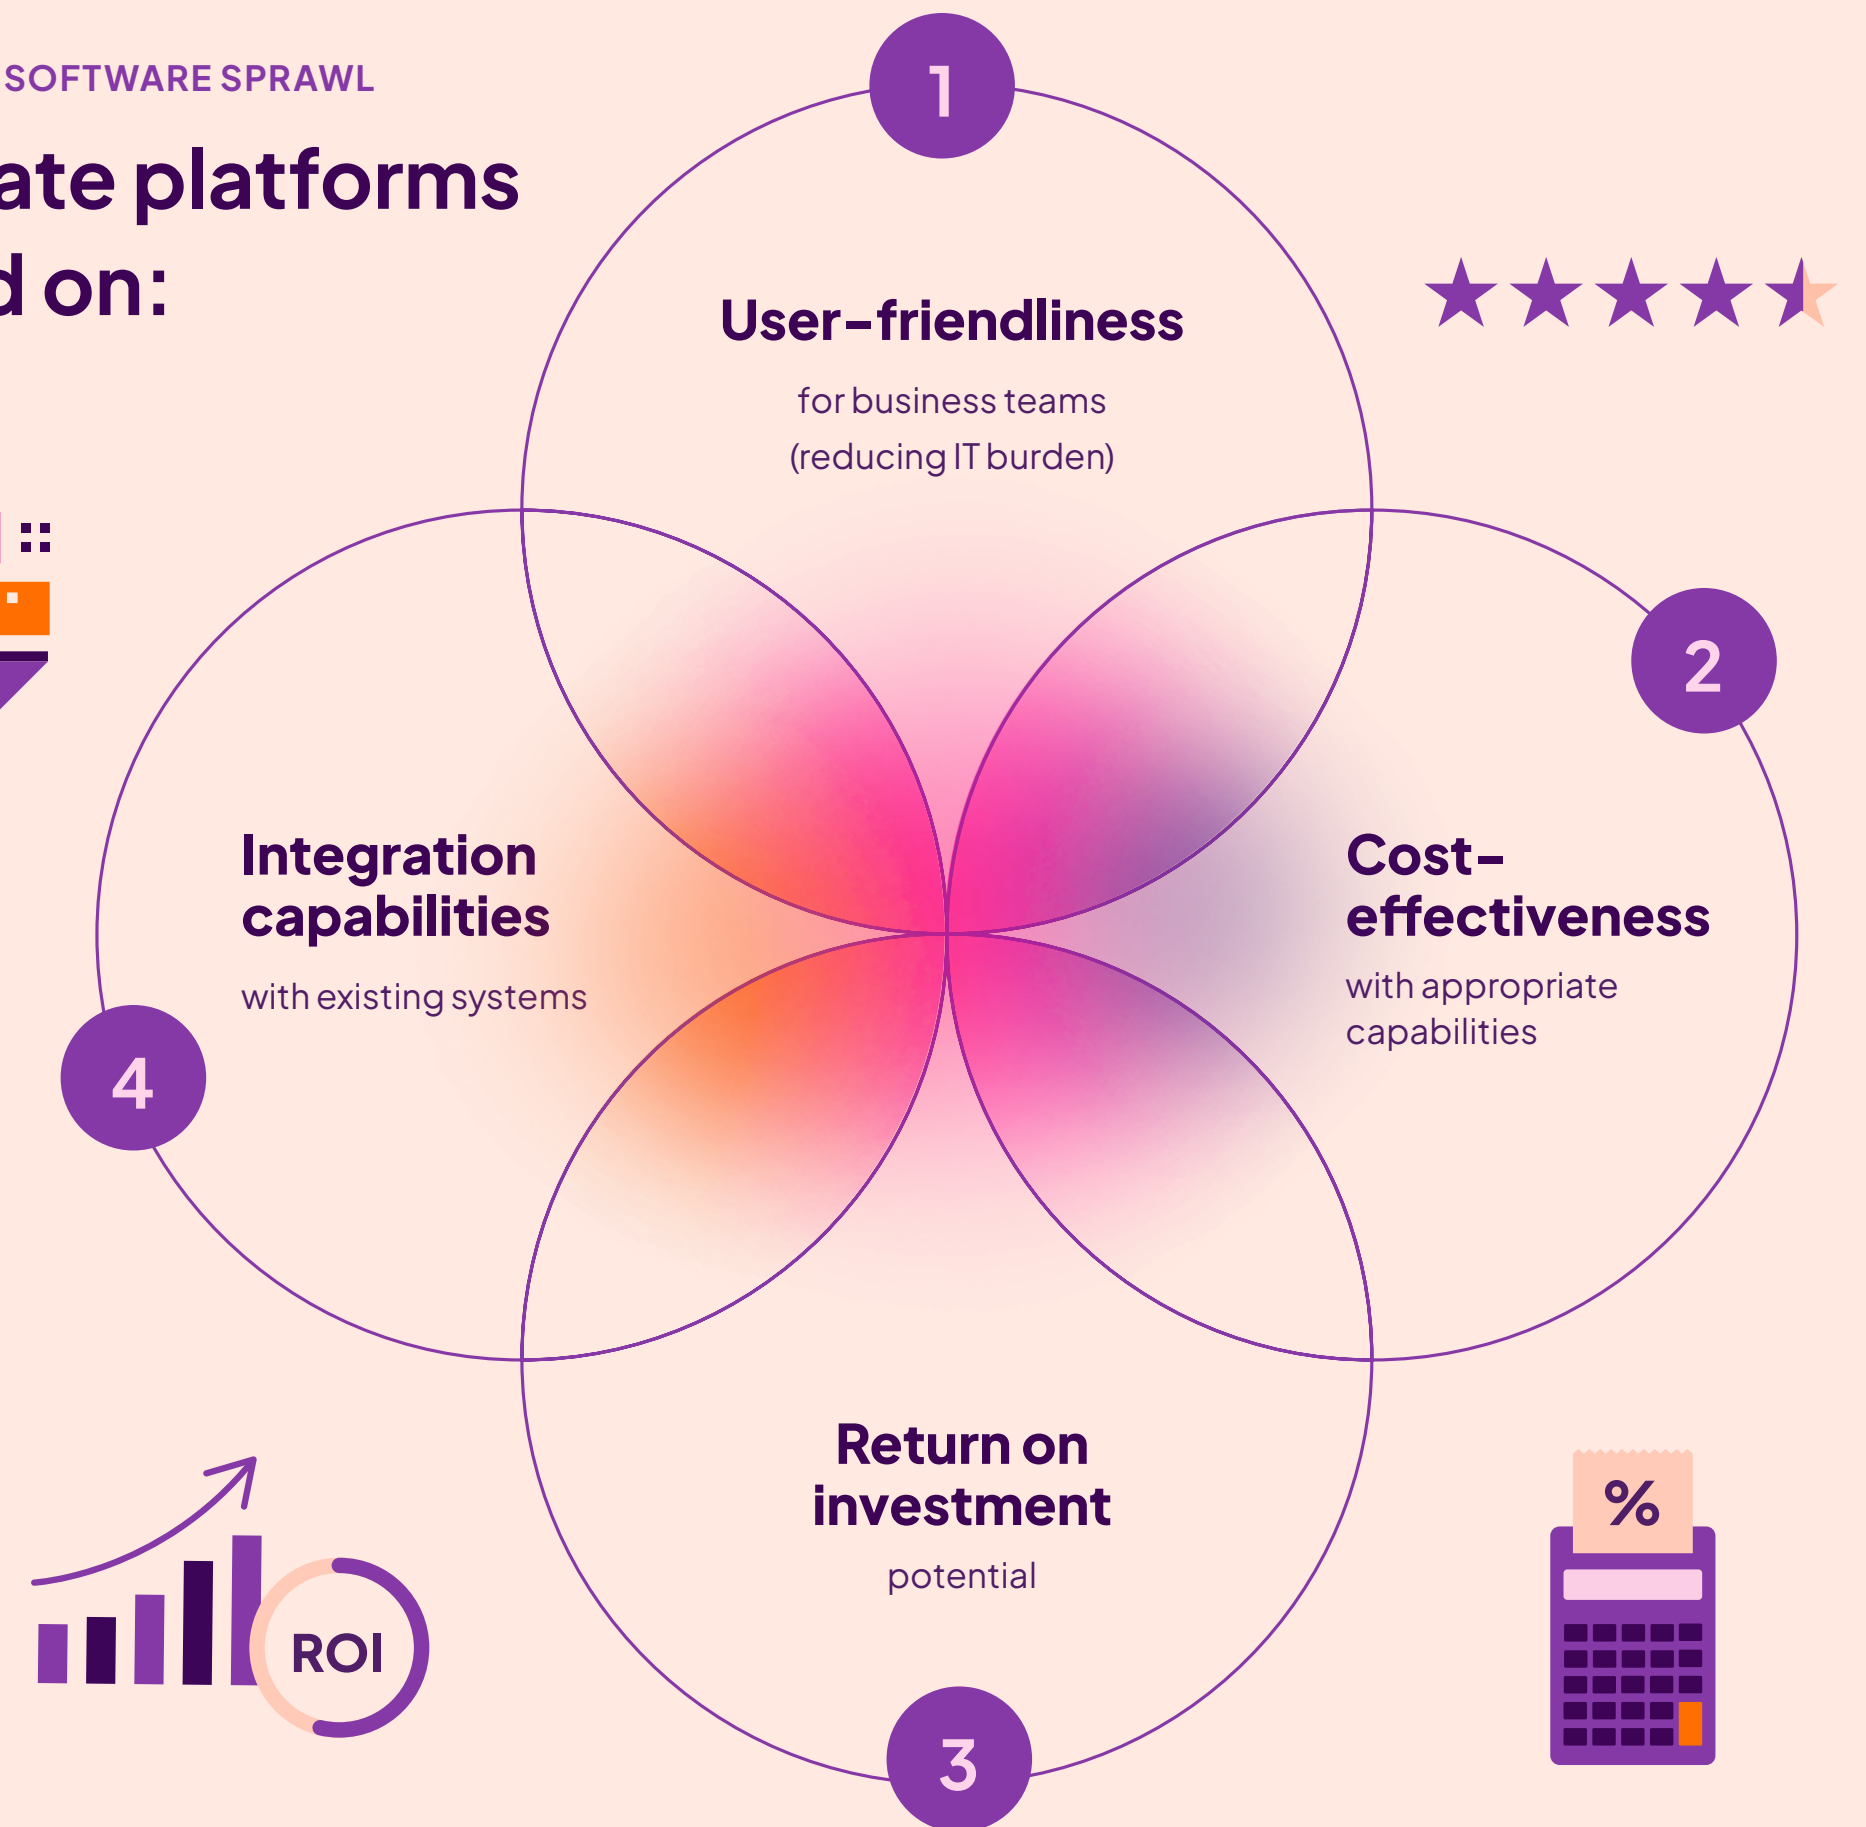 SOFTWARE SPRAWL
ate platforms
d on:
1
User-friendliness
for business teams
(reducing IT burden)
2
Cost-
effectiveness
with appropriate
capabilities
Integration
capabilities
with existing systems
4
Return on
investment
potential
3
ROI
%